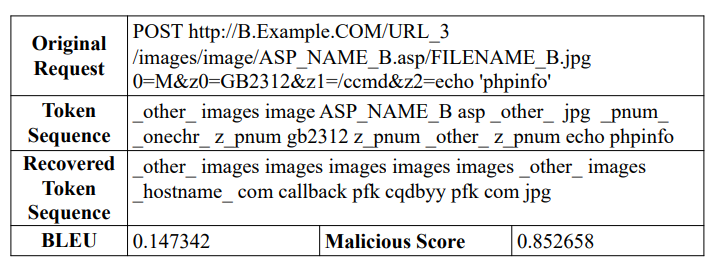 Original Request
POST http://B.Example.COM/URL_3
/images/image/ASP_NAME_B.asp/FILENAME_B.jpg
0=M&z0=GB2312&z1=/ccmd&z2=echo 'phpinfo'
Token Sequence
_other_ images image ASP_NAME_B asp _other_ jpg _pnum_
_onechr_ z_pnum gb2312 z_pnum _other_ z_pnum echo phpinfo
Recovered Token Sequence
_other_ images images images images images _other_ images
_hostname_ com callback pfk cqdbyy pfk com jpg
BLEU 0.147342 Malicious Score 0.852658